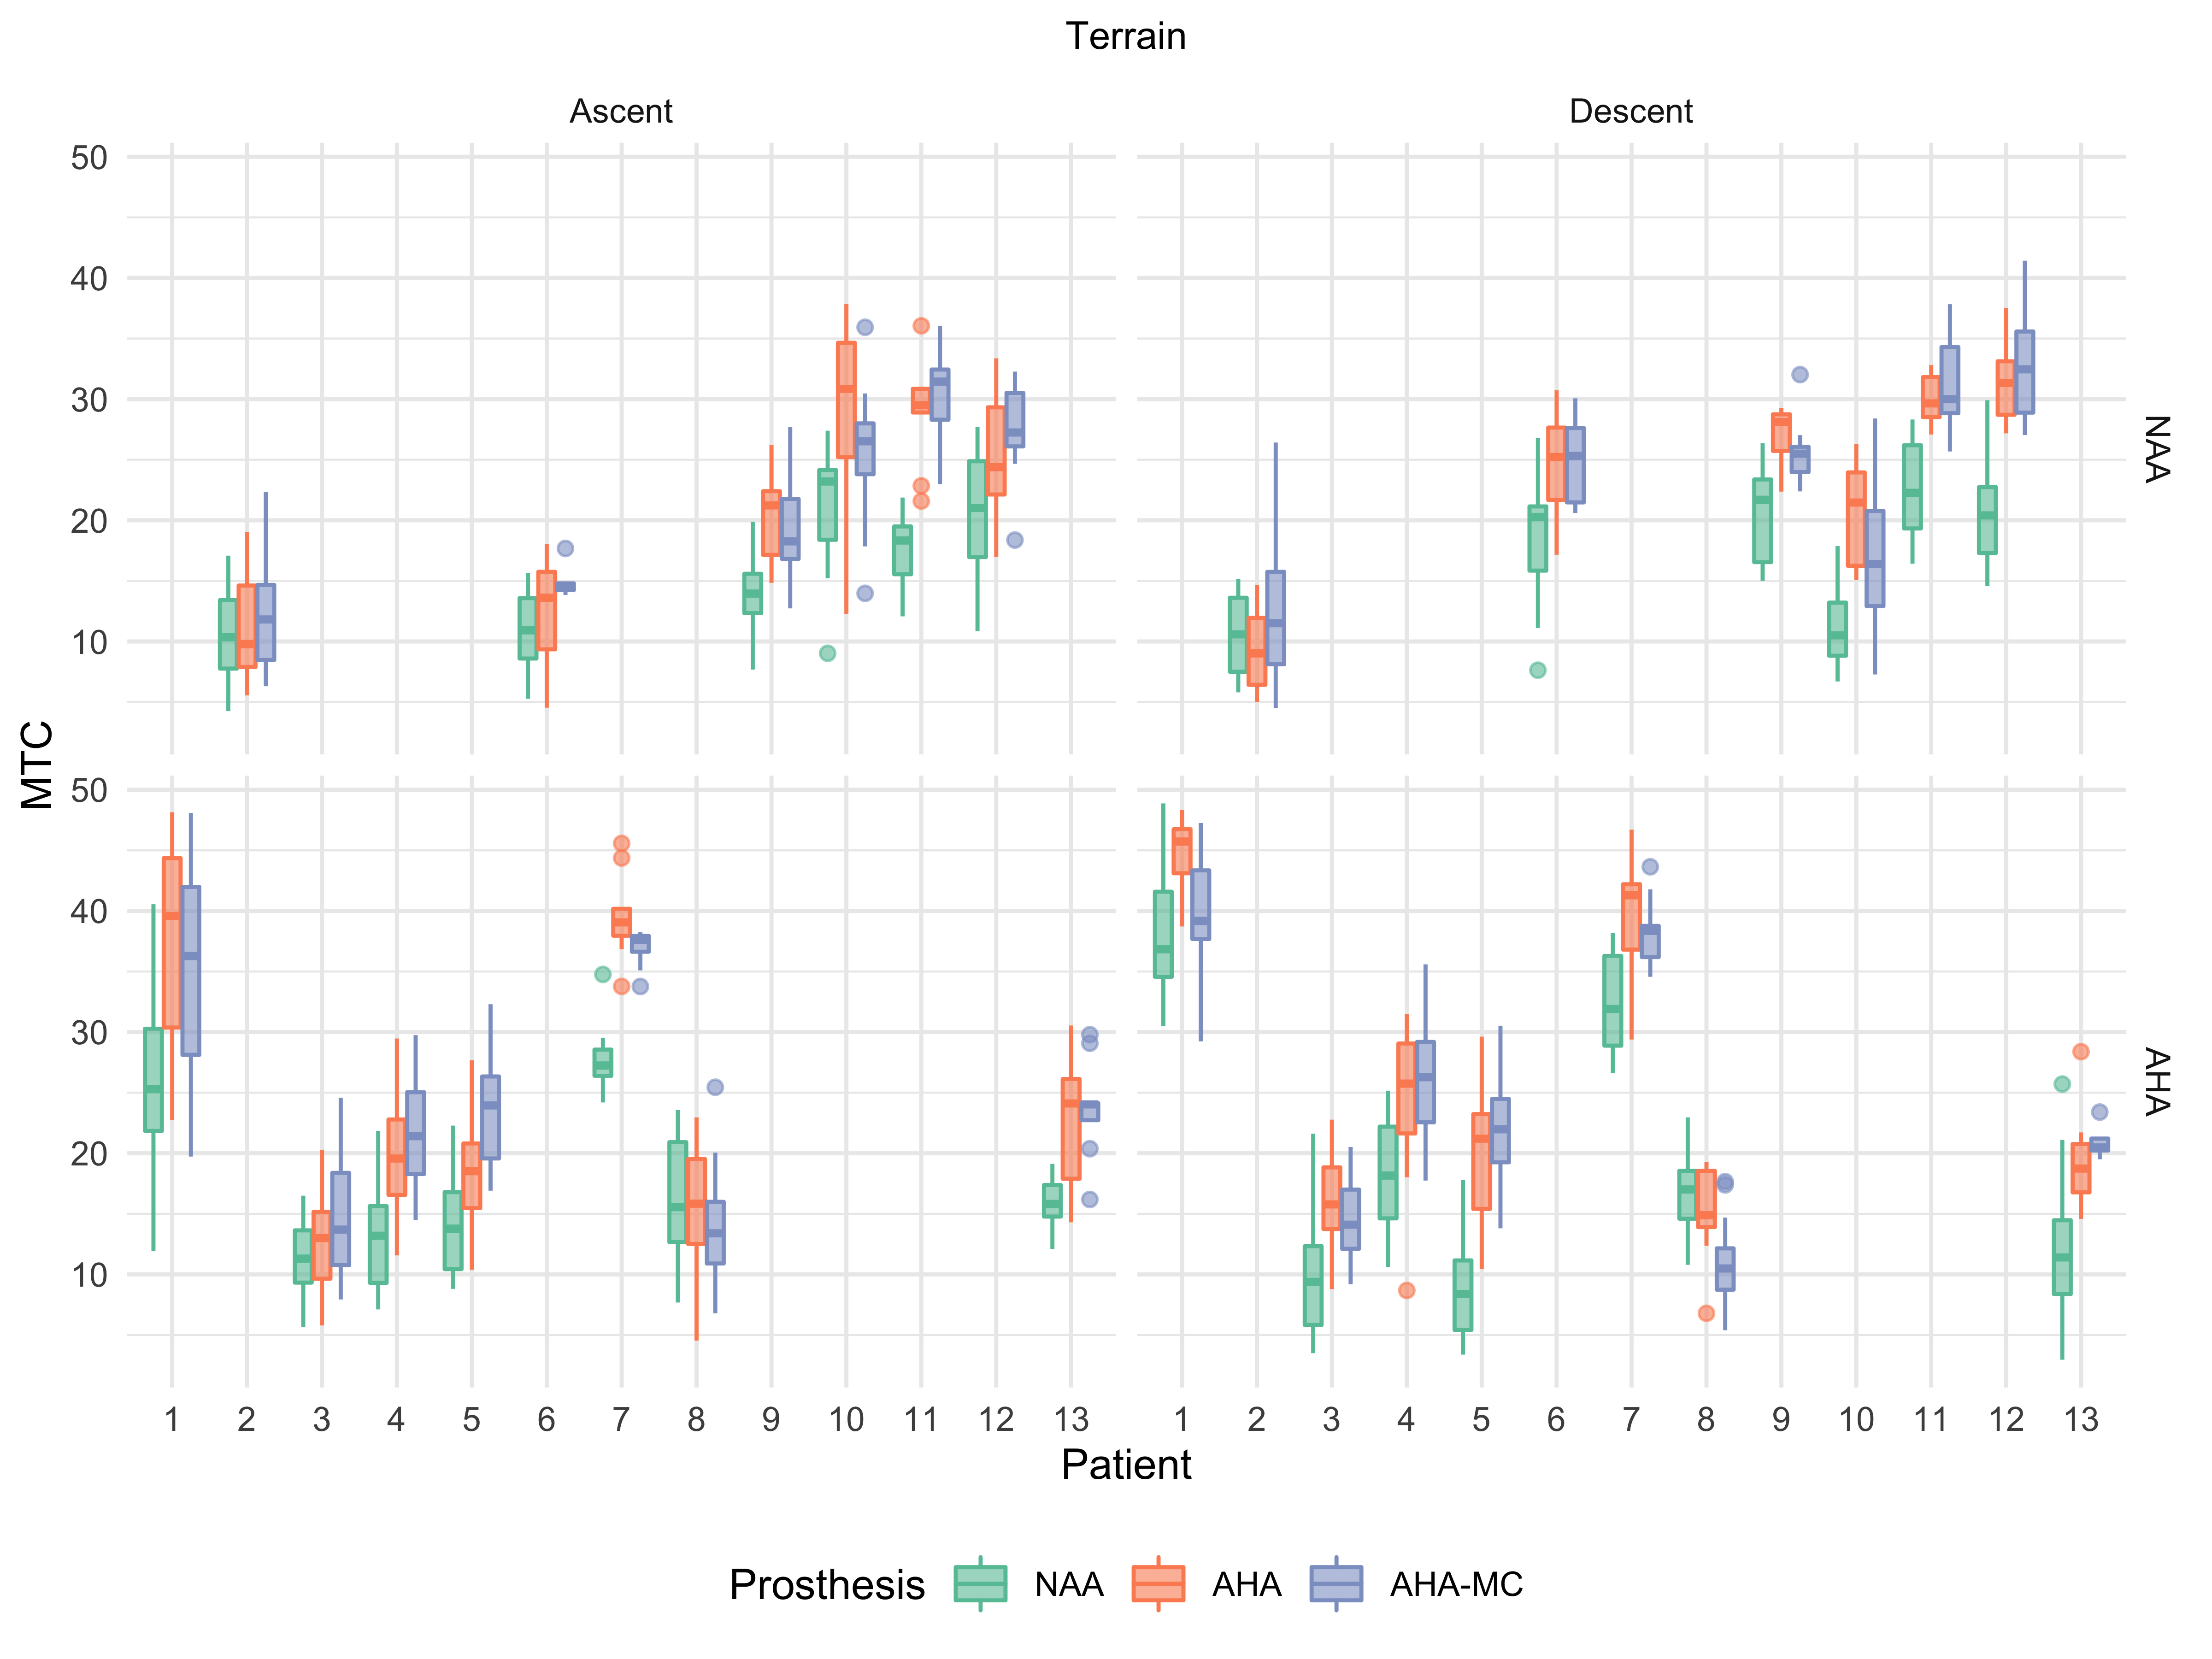 Terrain
Ascent Descent
50
40
30
20
10
NAA
MTC
50
40
30
20
10
AHA
1 2 3 4 5 6 7 8 9 10 11 12 13 1 2 3 4 5 6 7 8 9 10 11 12 13
Patient
Prosthesis NAA AHA AHA-MC